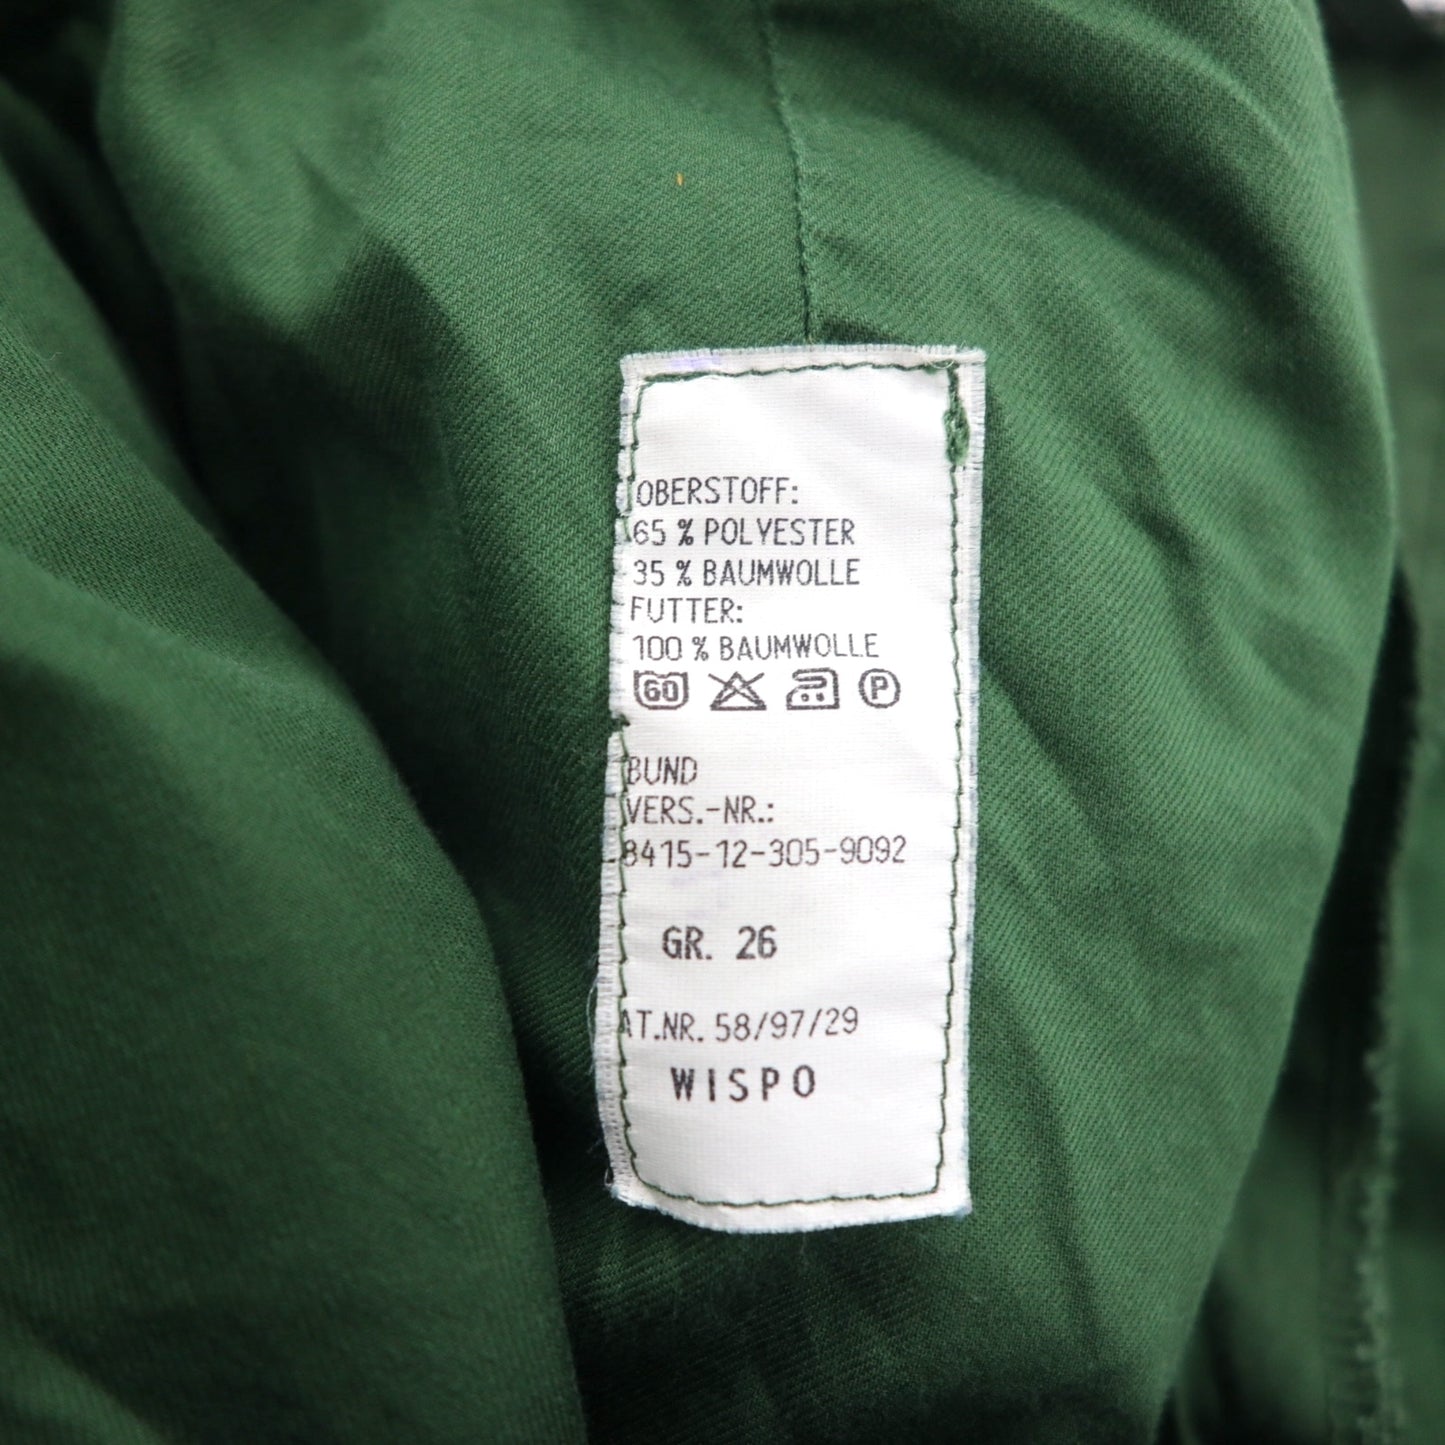 OBERSTOFF:
65 % POLYESTER
35 % BAUMWOLLE
FUTTER:
100 % BAUMWOLLE
60 P
BUND
VERS.-NR.:
8415-12-305-9092
GR. 26
AT.NR. 58/97/29
WISPO